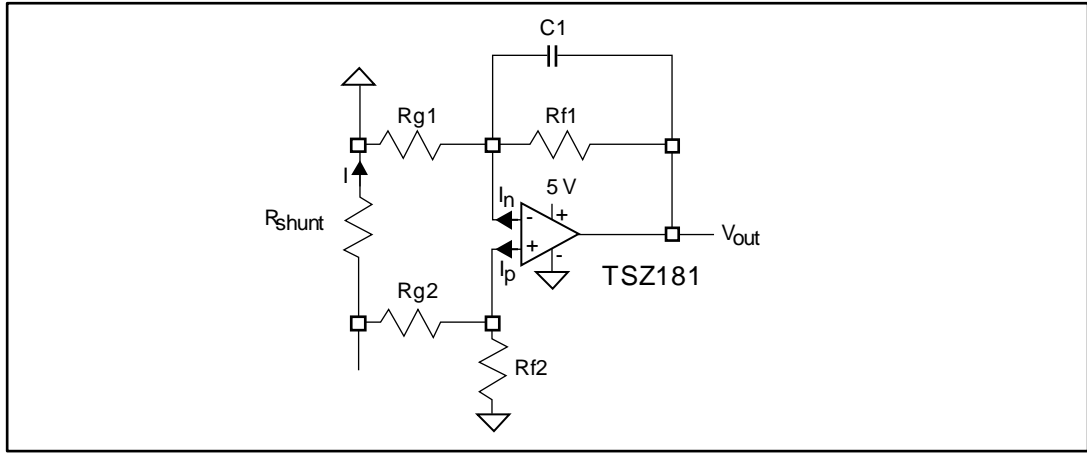 C1
Rg1
Rf1
I
In
5 V
Rshunt
-
+
+
-
Vout
Ip
TSZ181
Rg2
Rf2